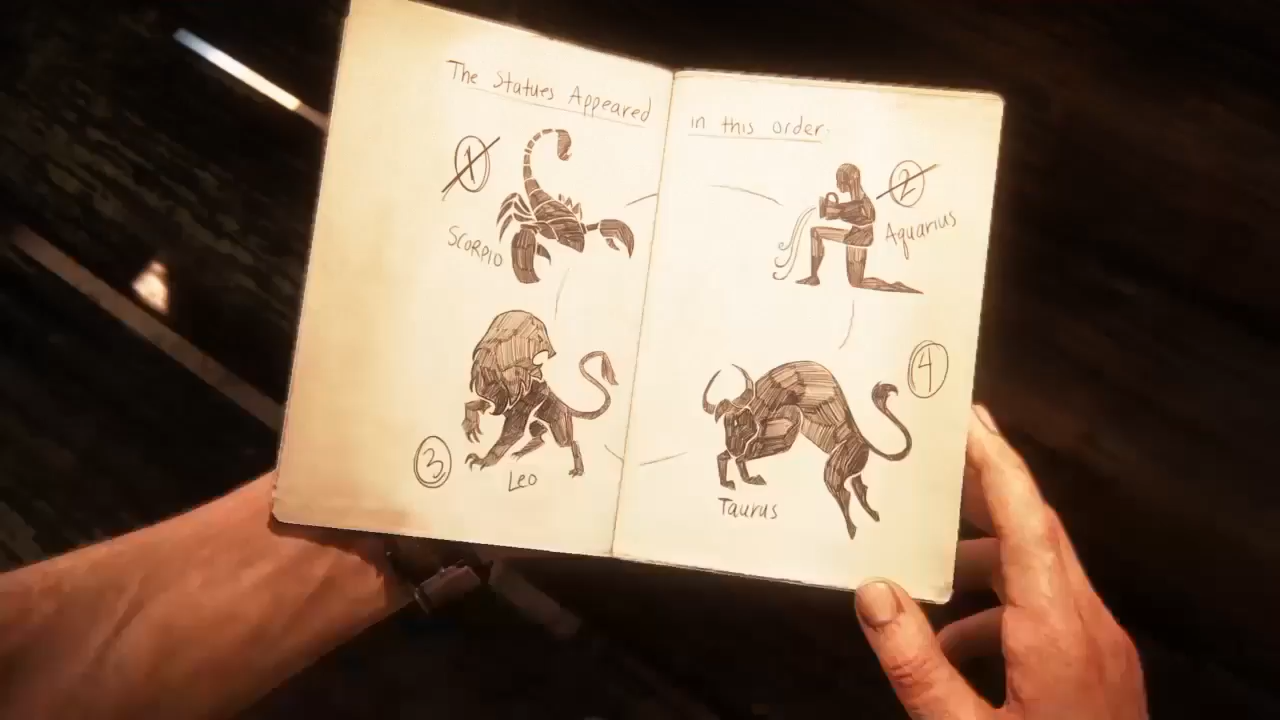 The Statues Appeared
in this order:
1
SCORPIO
2
Aquarius
3
Leo
4
Taurus